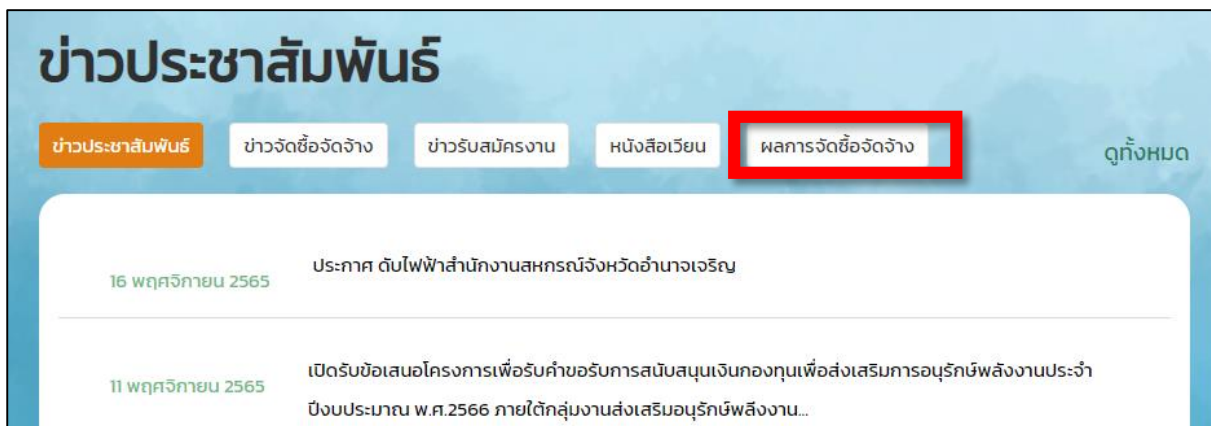 ข่าวประชาสัมพันธ์
ข่าวประชาสัมพันธ์ ข่าวจัดซื้อจัดจ้าง ข่าวรับสมัครงาน หนังสือเวียน ผลการจัดซื้อจัดจ้าง ดูทั้งหมด
16 พฤศจิกายน 2565 ประกาศ ดับไฟฟ้าสำนักงานสหกรณ์จังหวัดอำนาจเจริญ
11 พฤศจิกายน 2565 เปิดรับข้อเสนอโครงการเพื่อรับคำขอรับการสนับสนุนเงินกองทุนเพื่อส่งเสริมการอนุรักษ์พลังงานประจำ
ปีงบประมาณ พ.ศ.2566 ภายใต้กลุ่มงานส่งเสริมอนุรักษ์พลีงงาน...